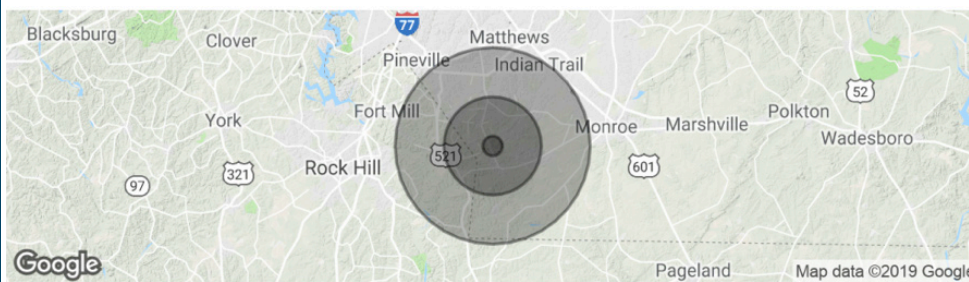 Blacksburg
Clover
77
Matthews
Pineville
Indian Trail
Fort Mill
52
York
Polkton
Monroe
Marshville
Wadesboro
521
Rock Hill
601
321
97
Google
Pageland
Map data ©2019 Google